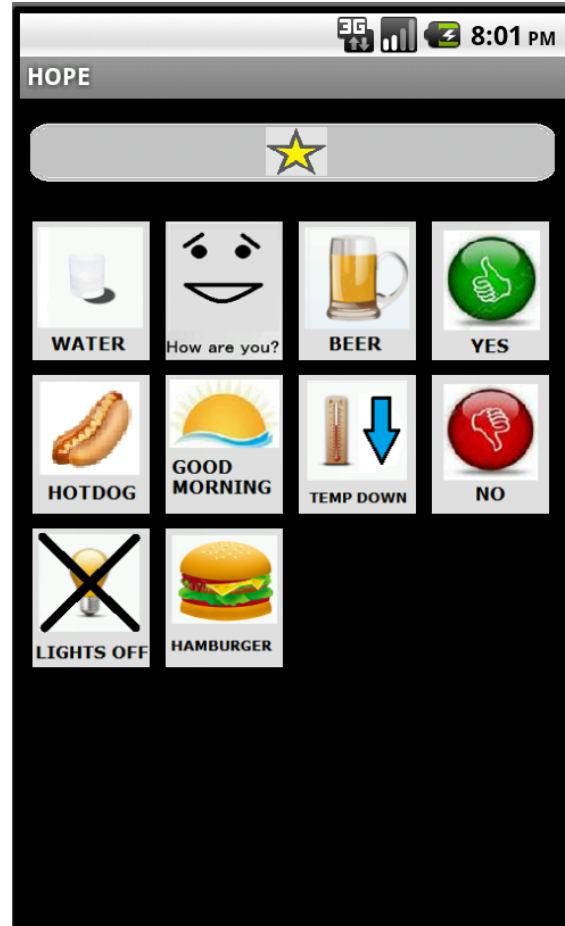 3G 8:01 PM
HOPE
WATER
How are you?
BEER
YES
HOTDOG
GOOD
MORNING
TEMP DOWN
NO
LIGHTS OFF
HAMBURGER